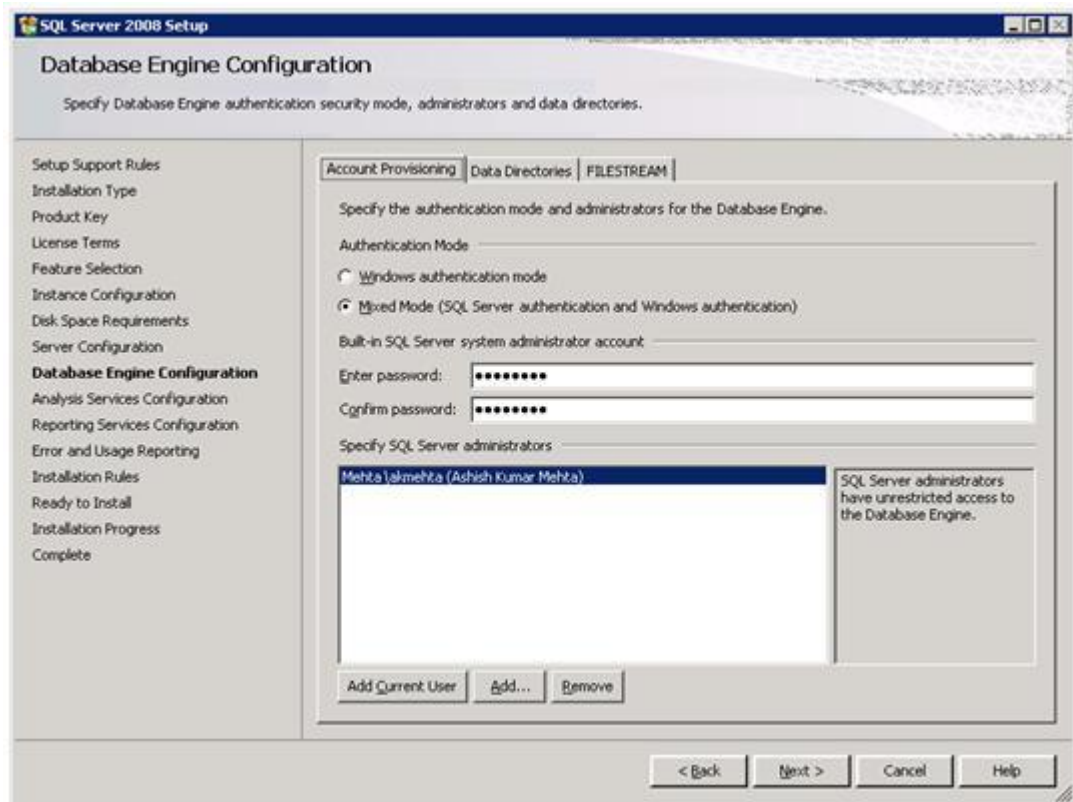 SQL Server 2008 Setup
Database Engine Configuration
Specify Database Engine authentication security mode, administrators and data directories.
Setup Support Rules
Installation Type
Product Key
License Terms
Feature Selection
Instance Configuration
Disk Space Requirements
Server Configuration
Database Engine Configuration
Analysis Services Configuration
Reporting Services Configuration
Error and Usage Reporting
Installation Rules
Ready to Install
Installation Progress
Complete
Account Provisioning
Data Directories
FILESTREAM
Specify the authentication mode and administrators for the Database Engine.
Authentication Mode
Windows authentication mode
Mixed Mode (SQL Server authentication and Windows authentication)
Built-in SQL Server system administrator account
Enter password: ●●●●●●●●
Confirm password: ●●●●●●●●
Specify SQL Server administrators
Mehta\akmehta (Ashish Kumar Mehta)
SQL Server administrators
have unrestricted access to
the Database Engine.
Add Current User
Add...
Remove
< Back
Next >
Cancel
Help